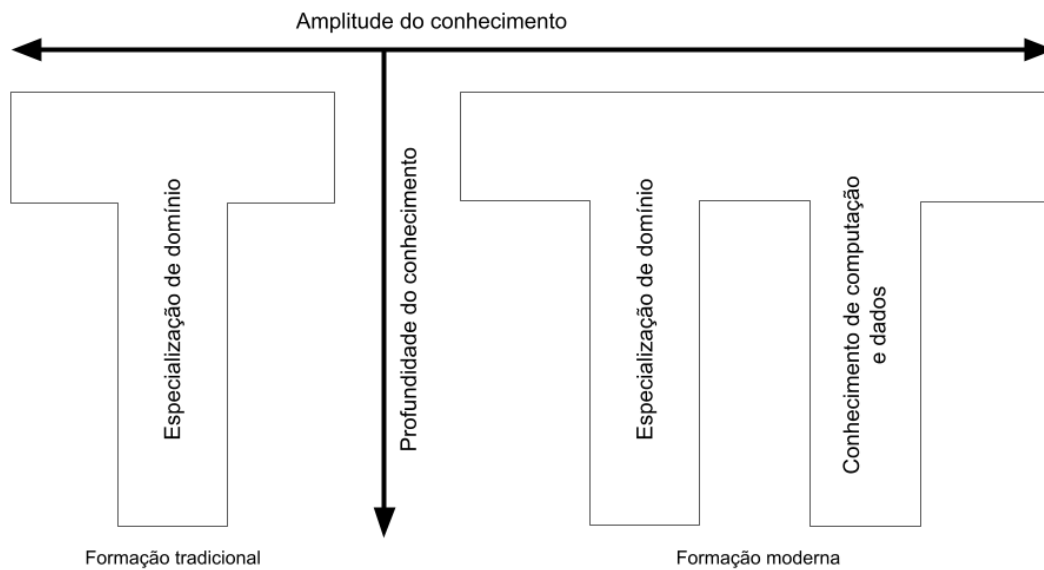 Amplitude do conhecimento
Especialização de domínio
Profundidade do conhecimento
Especialização de domínio
Conhecimento de computação
e dados
Formação tradicional
Formação moderna